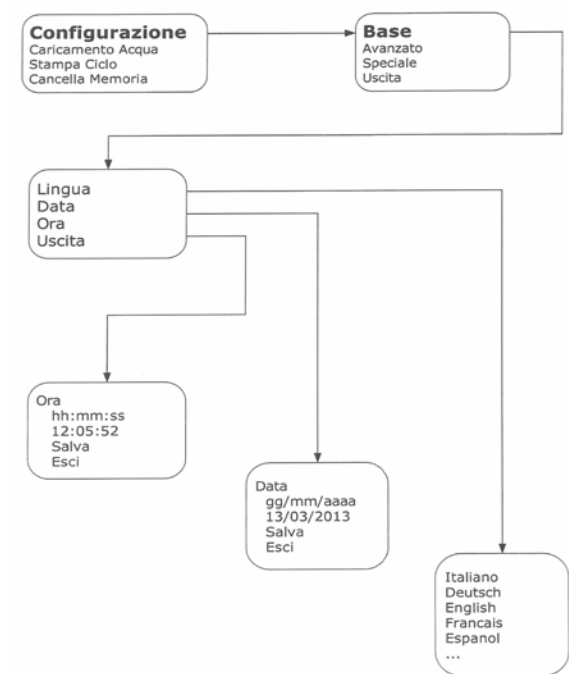 Configurazione
Caricamento Acqua
Stampa Ciclo
Cancella Memoria
Base
Avanzato
Speciale
Uscita
Lingua
Data
Ora
Uscita
Ora
hh:mm:ss
12:05:52
Salva
Esci
Data
gg/mm/aaaa
13/03/2013
Salva
Esci
Italiano
Deutsch
English
Francais
Espanol
...